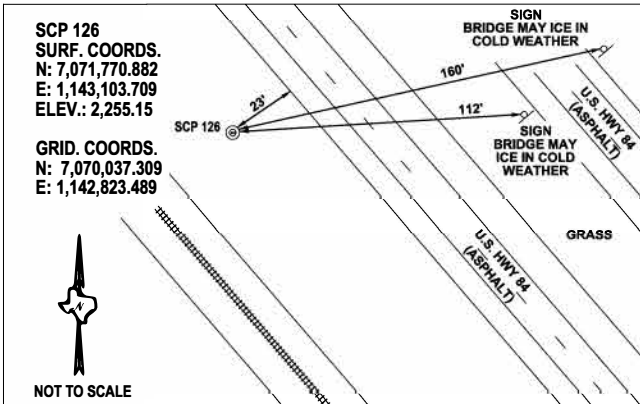 SCP 126
SURF. COORDS.
N: 7,071,770.882
E: 1,143,103.709
ELEV.: 2,255.15
GRID. COORDS.
N: 7,070,037.309
E: 1,142,823.489
SIGN
BRIDGE MAY ICE IN
COLD WEATHER
160'
23'
112'
SCP 126
SIGN
BRIDGE MAY
ICE IN COLD
WEATHER
U.S. HWY 84
(ASPHALT)
GRASS
U.S. HWY 84
(ASPHALT)
N
NOT TO SCALE